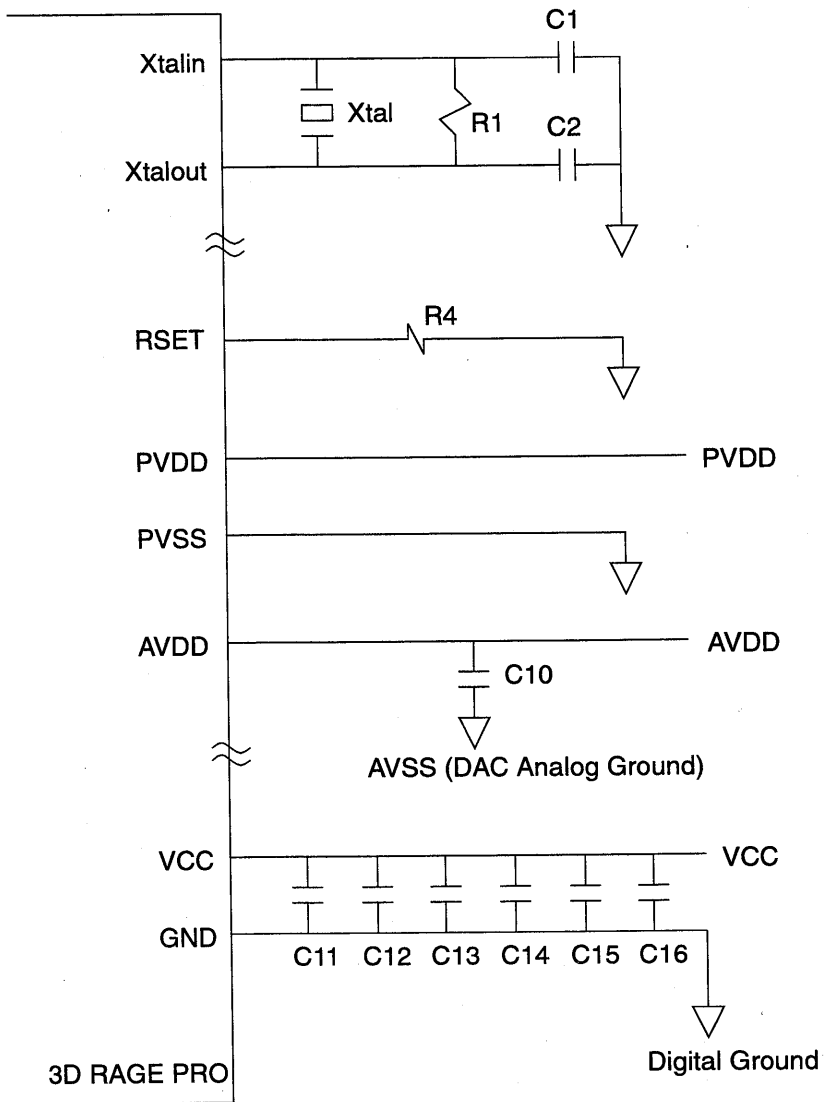 C1
Xtalin
Xtal
R1
C2
Xtalout
R4
RSET
PVDD PVDD
PVSS
AVDD AVDD
C10
AVSS (DAC Analog Ground)
VCC VCC
GND
C11 C12 C13 C14 C15 C16
Digital Ground
3D RAGE PRO